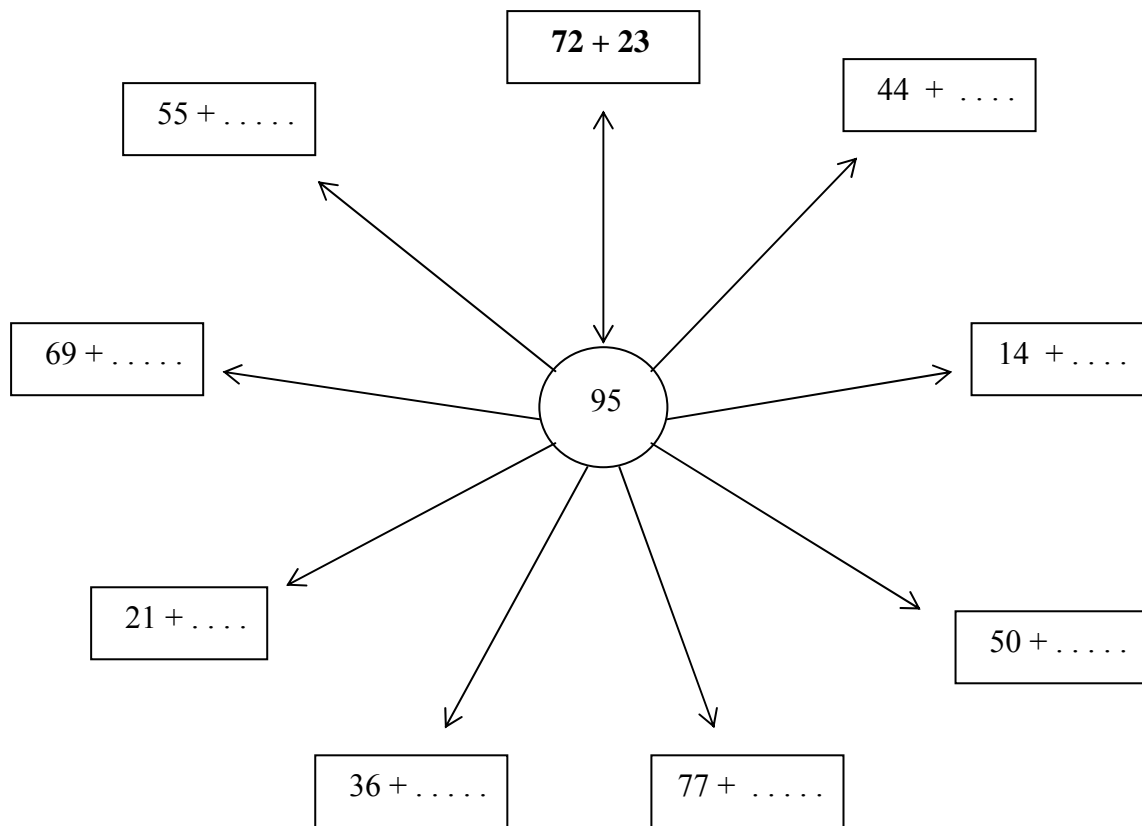 72 + 23
44 + . . . .
55 + . . . . .
69 + . . . . .
14 + . . . .
95
21 + . . . .
50 + . . . . .
36 + . . . . .
77 + . . . . .